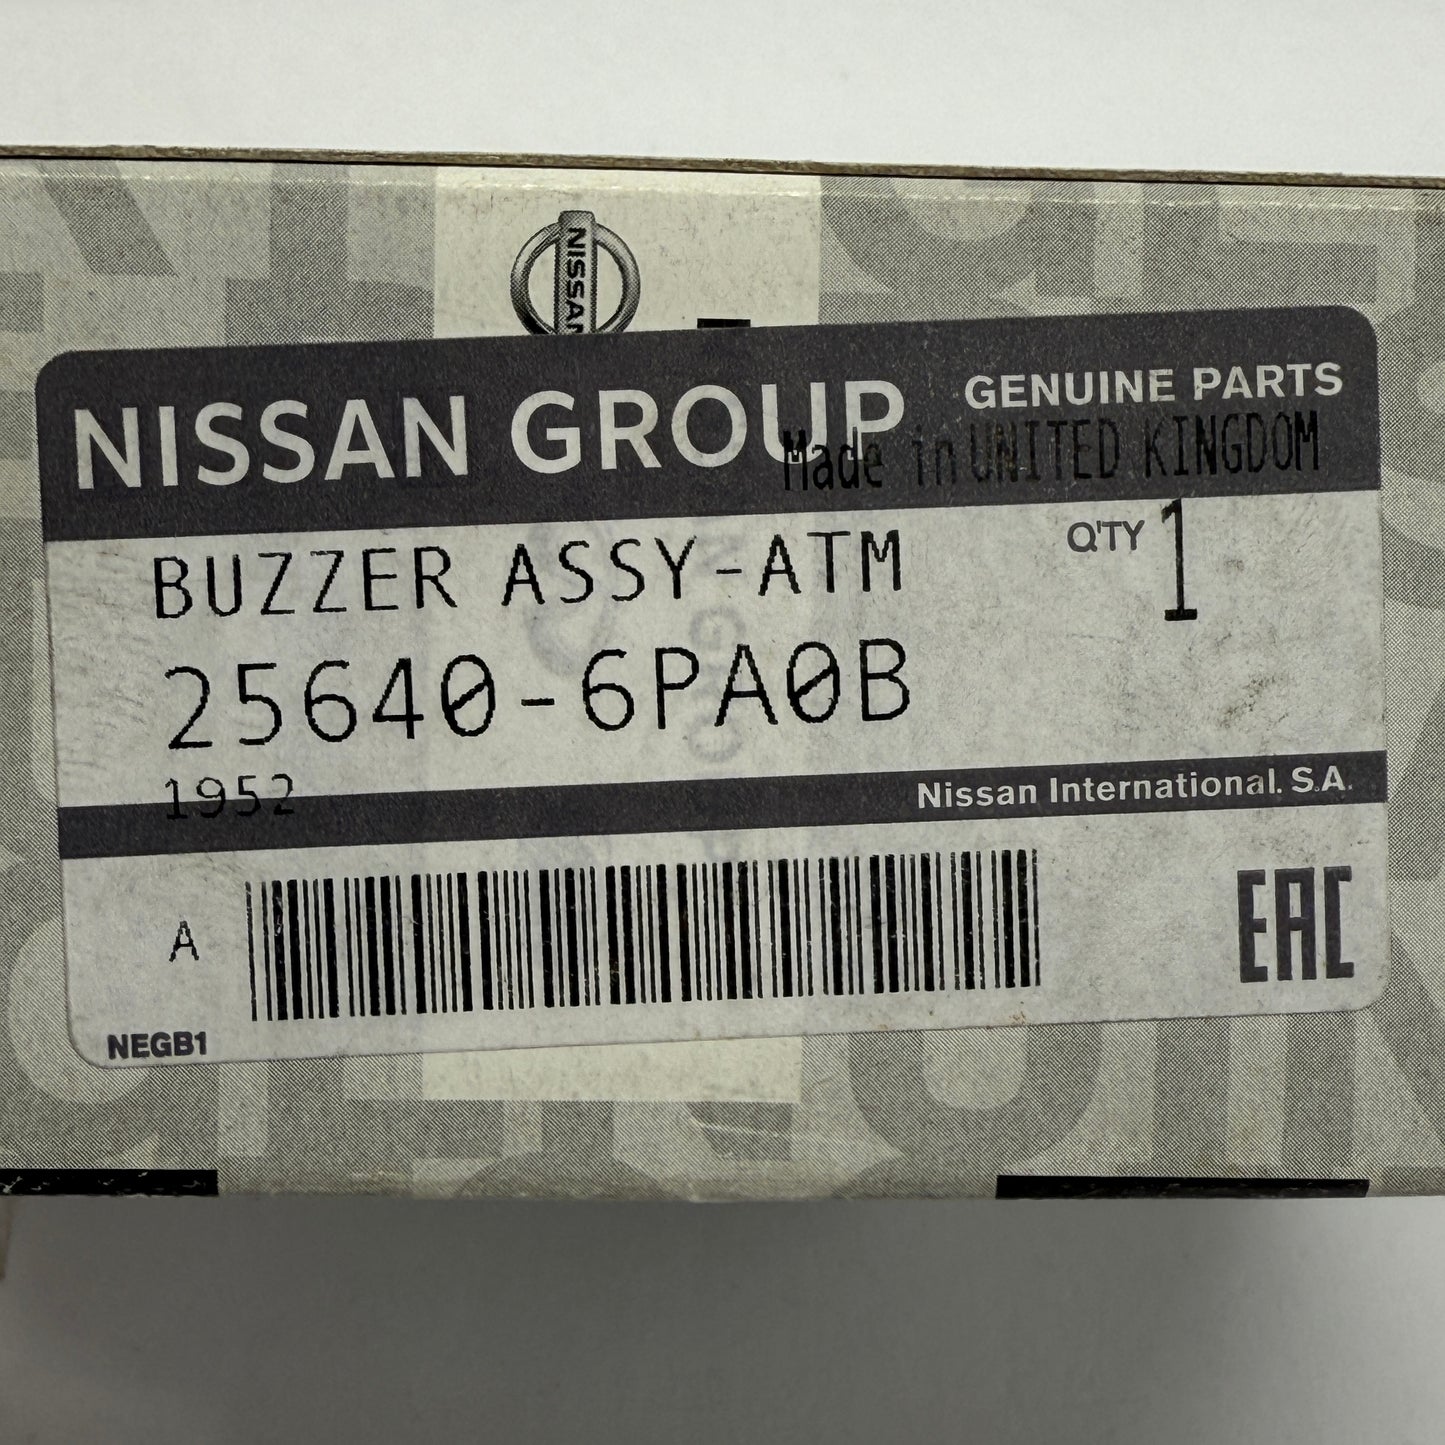 NISSAN
NISSAN GROUP
GENUINE PARTS
Made in UNITED KINGDOM
BUZZER ASSY-ATM
Q'TY 1
25640-6PA0B
1952
Nissan International. S.A.
A
EAC
NEGB1